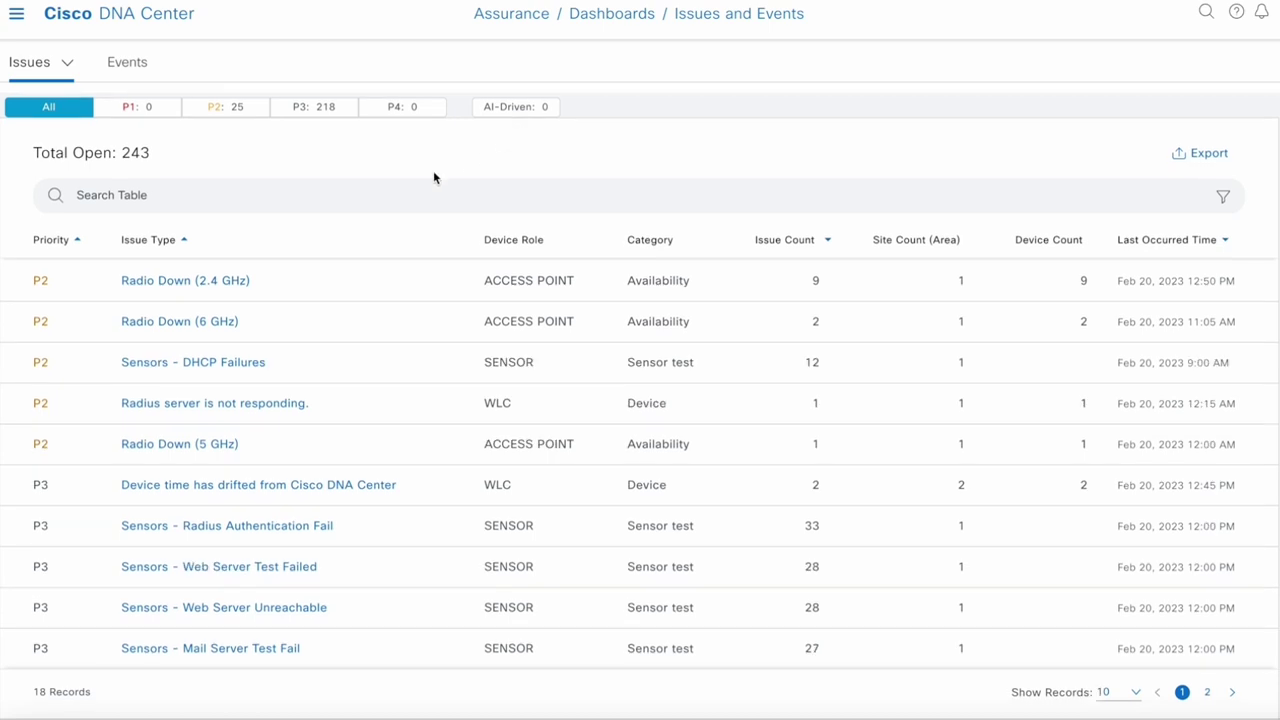 Cisco DNA Center Assurance / Dashboards / Issues and Events
Issues Events
All P1: 0 P2: 25 P3: 218 P4: 0 AI-Driven: 0
Total Open: 243 Export
Search Table
Priority Issue Type Device Role Category Issue Count Site Count (Area) Device Count Last Occurred Time
P2 Radio Down (2.4 GHz) ACCESS POINT Availability 9 1 9 Feb 20, 2023 12:50 PM
P2 Radio Down (6 GHz) ACCESS POINT Availability 2 1 2 Feb 20, 2023 11:05 AM
P2 Sensors - DHCP Failures SENSOR Sensor test 12 1 Feb 20, 2023 9:00 AM
P2 Radius server is not responding. WLC Device 1 1 1 Feb 20, 2023 12:15 AM
P2 Radio Down (5 GHz) ACCESS POINT Availability 1 1 1 Feb 20, 2023 12:00 AM
P3 Device time has drifted from Cisco DNA Center WLC Device 2 2 2 Feb 20, 2023 12:45 PM
P3 Sensors - Radius Authentication Fail SENSOR Sensor test 33 1 Feb 20, 2023 12:00 PM
P3 Sensors - Web Server Test Failed SENSOR Sensor test 28 1 Feb 20, 2023 12:00 PM
P3 Sensors - Web Server Unreachable SENSOR Sensor test 28 1 Feb 20, 2023 12:00 PM
P3 Sensors - Mail Server Test Fail SENSOR Sensor test 27 1 Feb 20, 2023 12:00 PM
18 Records Show Records: 10 1 2